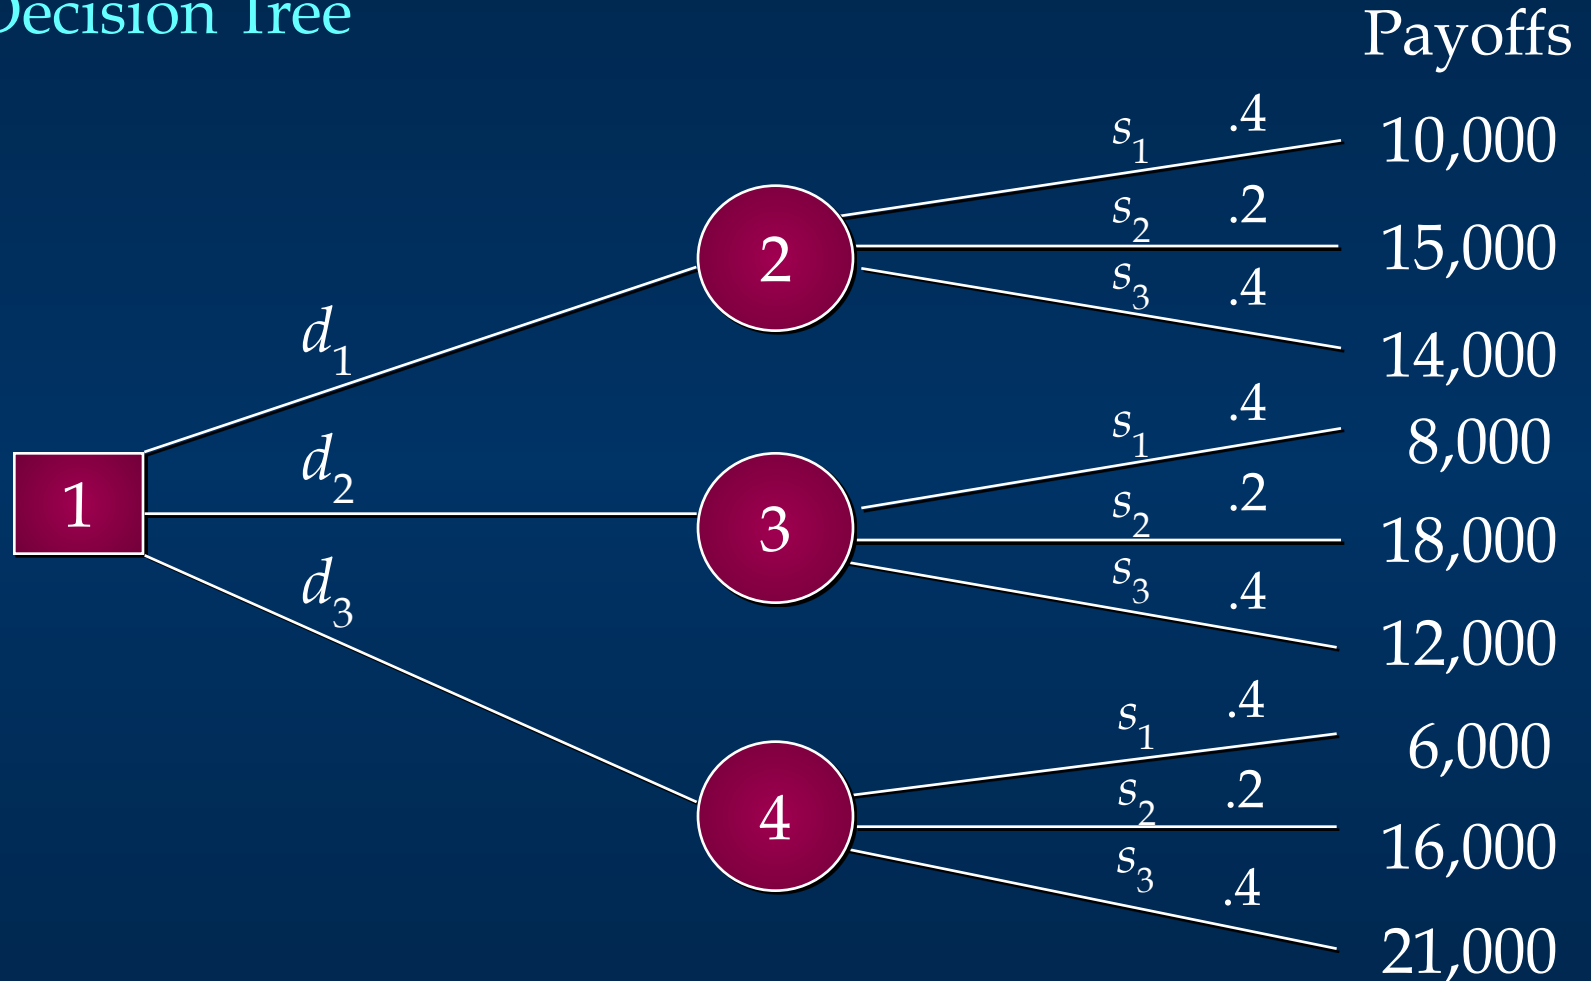 Decision Tree
Payoffs
s1 .4 10,000
s2 .2 15,000
2
s3 .4 14,000
d1
s1 .4 8,000
d2
1
s2 .2 18,000
3
s3 .4 12,000
d3
s1 .4 6,000
s2 .2 16,000
4
s3 .4 21,000